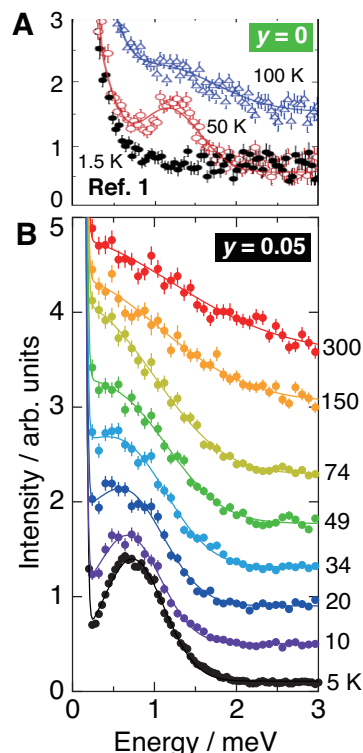 A
y = 0
3
2
1
0
100 K
50 K
1.5 K
Ref. 1
B
y = 0.05
5
4
3
2
1
0
Intensity / arb. units
300
150
74
49
34
20
10
5 K
0
1
2
3
Energy / meV